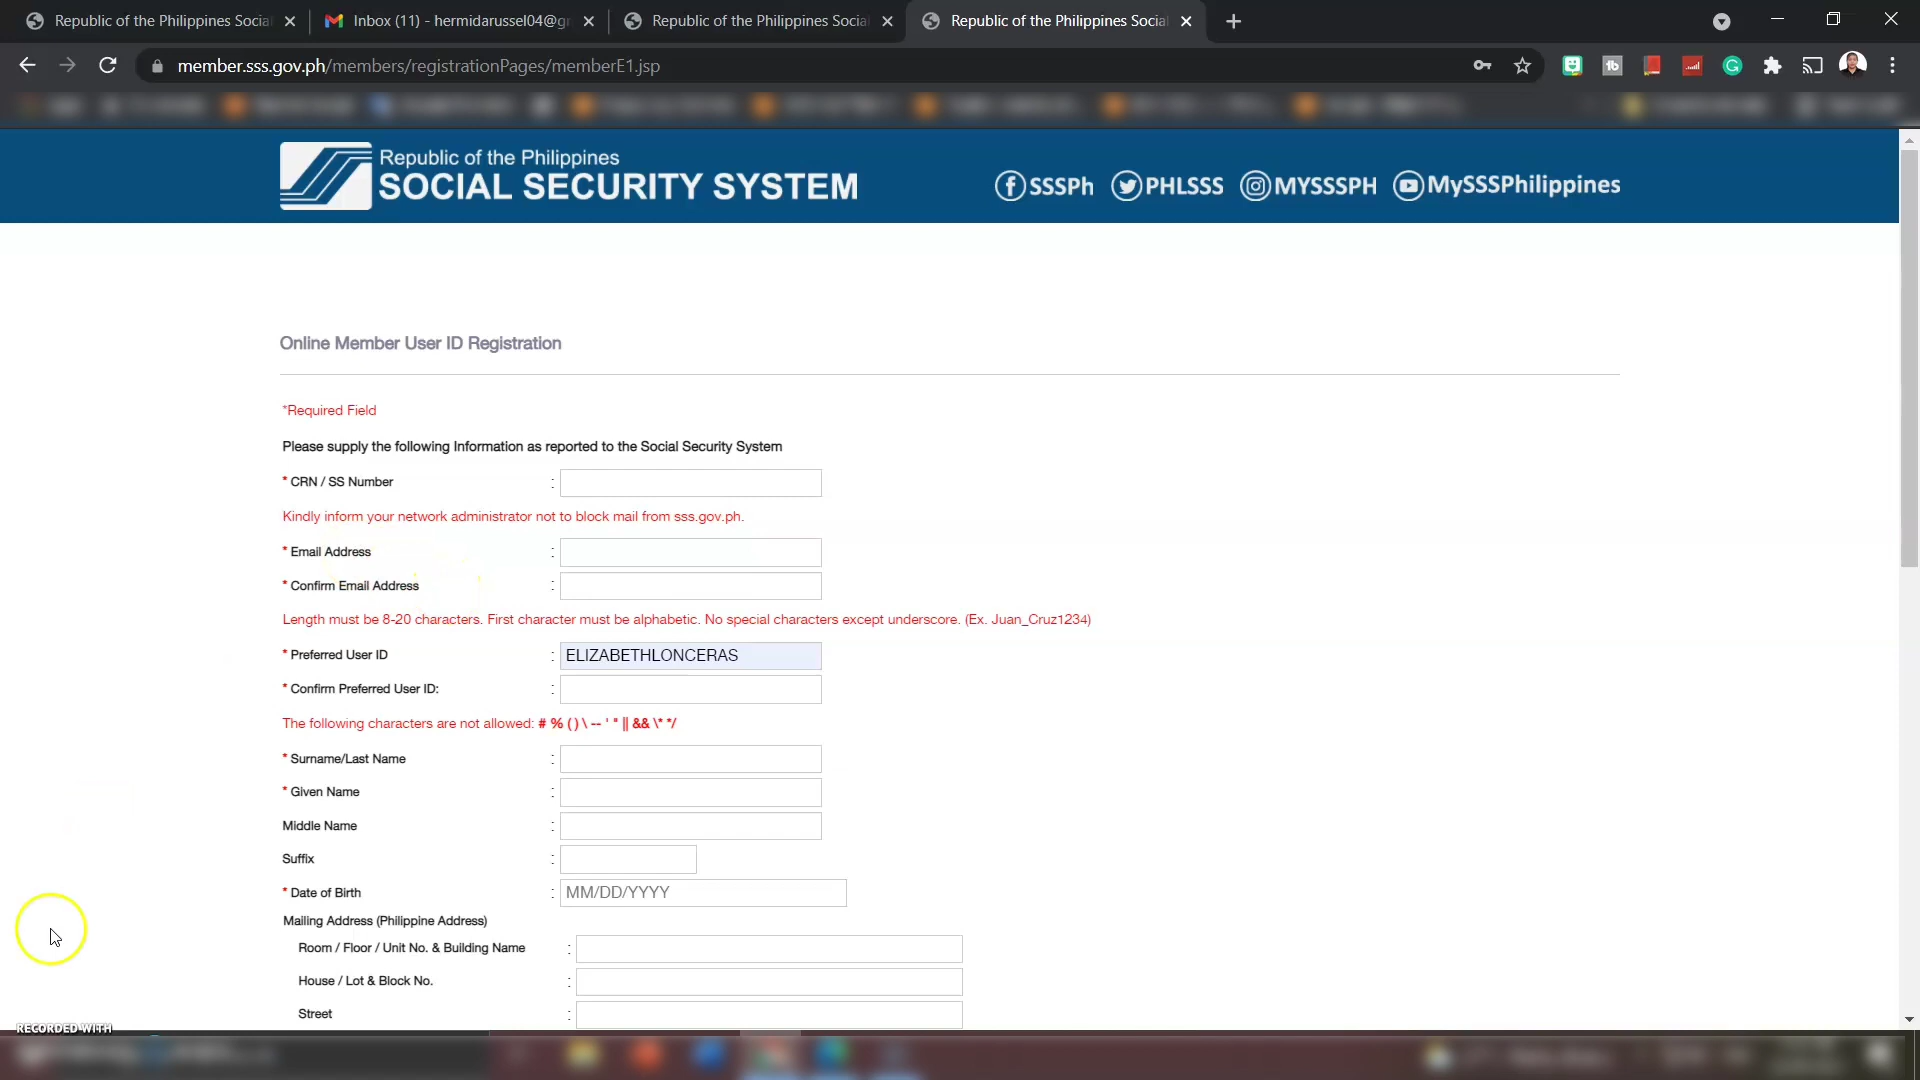 Republic of the Philippines Social
Inbox (11) - hermidarussel04@g
Republic of the Philippines Socia
Republic of the Philippines Social
member.sss.gov.ph/members/registrationPages/memberE1.jsp
Republic of the Philippines
SOCIAL SECURITY SYSTEM
SSSPh PHLSSS MYSSSPH MySSSPhilippines
Online Member User ID Registration
*Required Field
Please supply the following Information as reported to the Social Security System
* CRN / SS Number :
Kindly inform your network administrator not to block mail from sss.gov.ph.
* Email Address :
* Confirm Email Address :
Length must be 8-20 characters. First character must be alphabetic. No special characters except underscore. (Ex. Juan_Cruz1234)
* Preferred User ID : ELIZABETHLONCERAS
* Confirm Preferred User ID: :
The following characters are not allowed: # % ( ) \ -- ' " || && \* */
* Surname/Last Name :
* Given Name :
Middle Name :
Suffix :
* Date of Birth : MM/DD/YYYY
Mailing Address (Philippine Address)
Room / Floor / Unit No. & Building Name :
House / Lot & Block No. :
Street :
RECORDED WITH